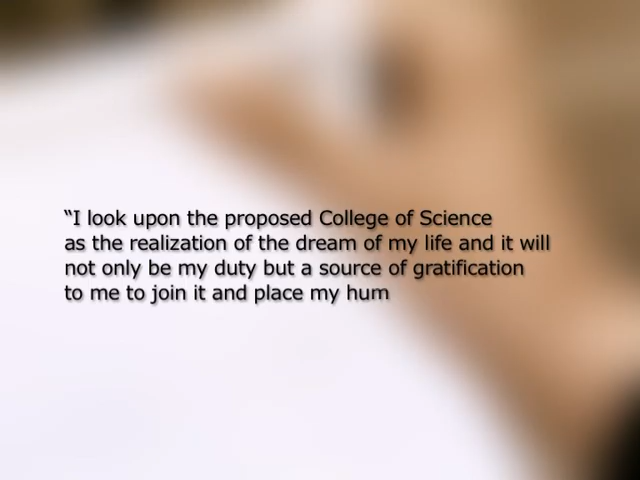 “I look upon the proposed College of Science
as the realization of the dream of my life and it will
not only be my duty but a source of gratification
to me to join it and place my hum